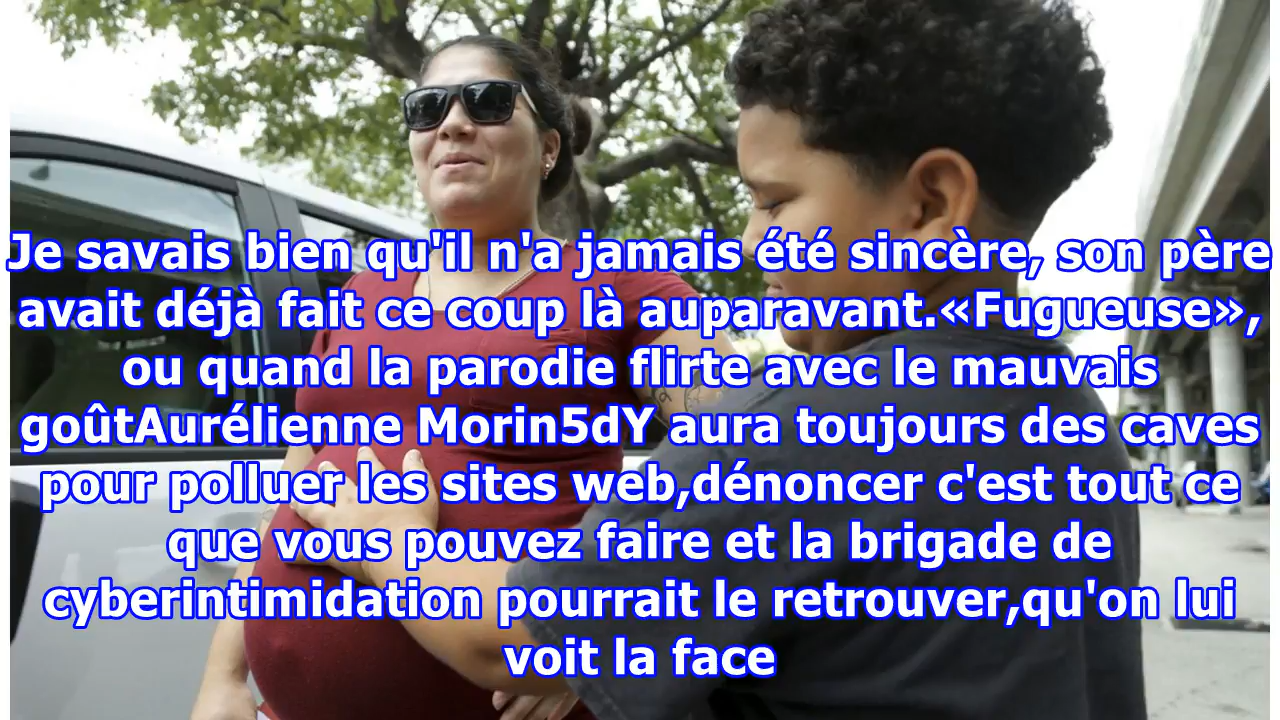 Je savais bien qu'il n'a jamais été sincère, son père
avait déjà fait ce coup là auparavant.«Fugueuse»,
ou quand la parodie flirte avec le mauvais
goûtAurélienne Morin5dY aura toujours des caves
pour polluer les sites web,dénoncer c'est tout ce
que vous pouvez faire et la brigade de
cyberintimidation pourrait le retrouver,qu'on lui
voit la face